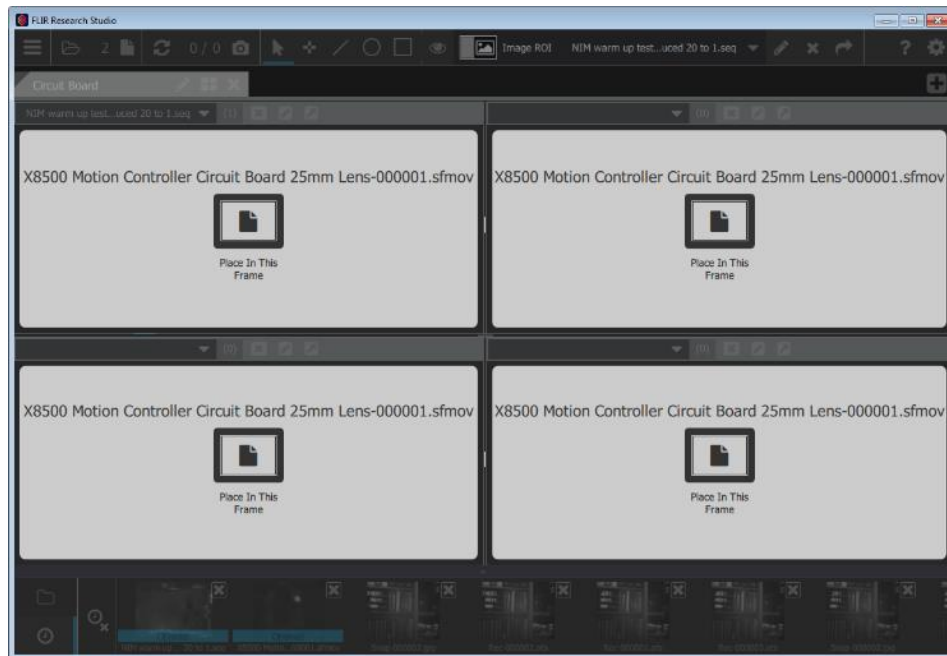 FLIR Research Studio
2
0 / 0
Image ROI
NIM warm up test...uced 20 to 1.seq
?
Circuit Board
NIM warm up test...uced 20 to 1.seq
(1)
(0)
X8500 Motion Controller Circuit Board 25mm Lens-000001.sfmov
X8500 Motion Controller Circuit Board 25mm Lens-000001.sfmov
Place In This
Frame
Place In This
Frame
(0)
(0)
X8500 Motion Controller Circuit Board 25mm Lens-000001.sfmov
X8500 Motion Controller Circuit Board 25mm Lens-000001.sfmov
Place In This
Frame
Place In This
Frame